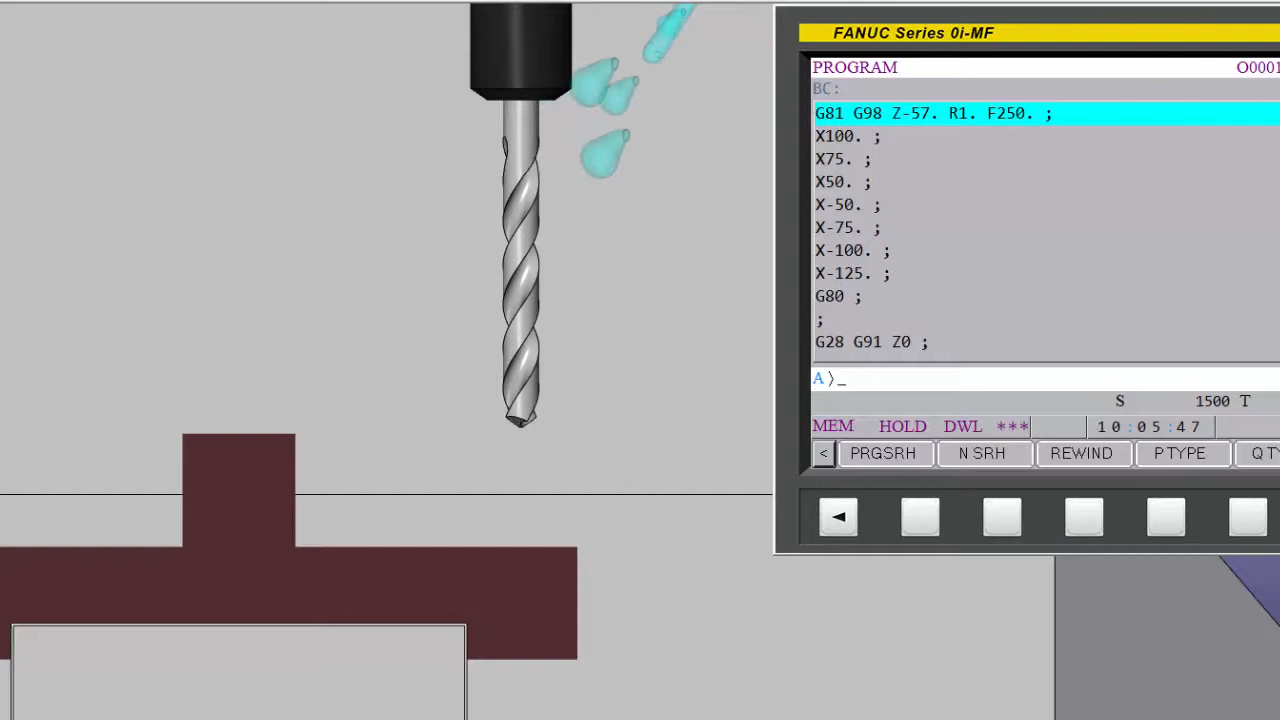 FANUC Series 0i-MF
PROGRAM O0001
BC:
G81 G98 Z-57. R1. F250. ;
X100. ;
X75. ;
X50. ;
X-50. ;
X-75. ;
X-100. ;
X-125. ;
G80 ;
;
G28 G91 Z0 ;
A >_
S 1500 T
MEM HOLD DWL *** 10:05:47
< PRGSRH N SRH REWIND P TYPE Q TY